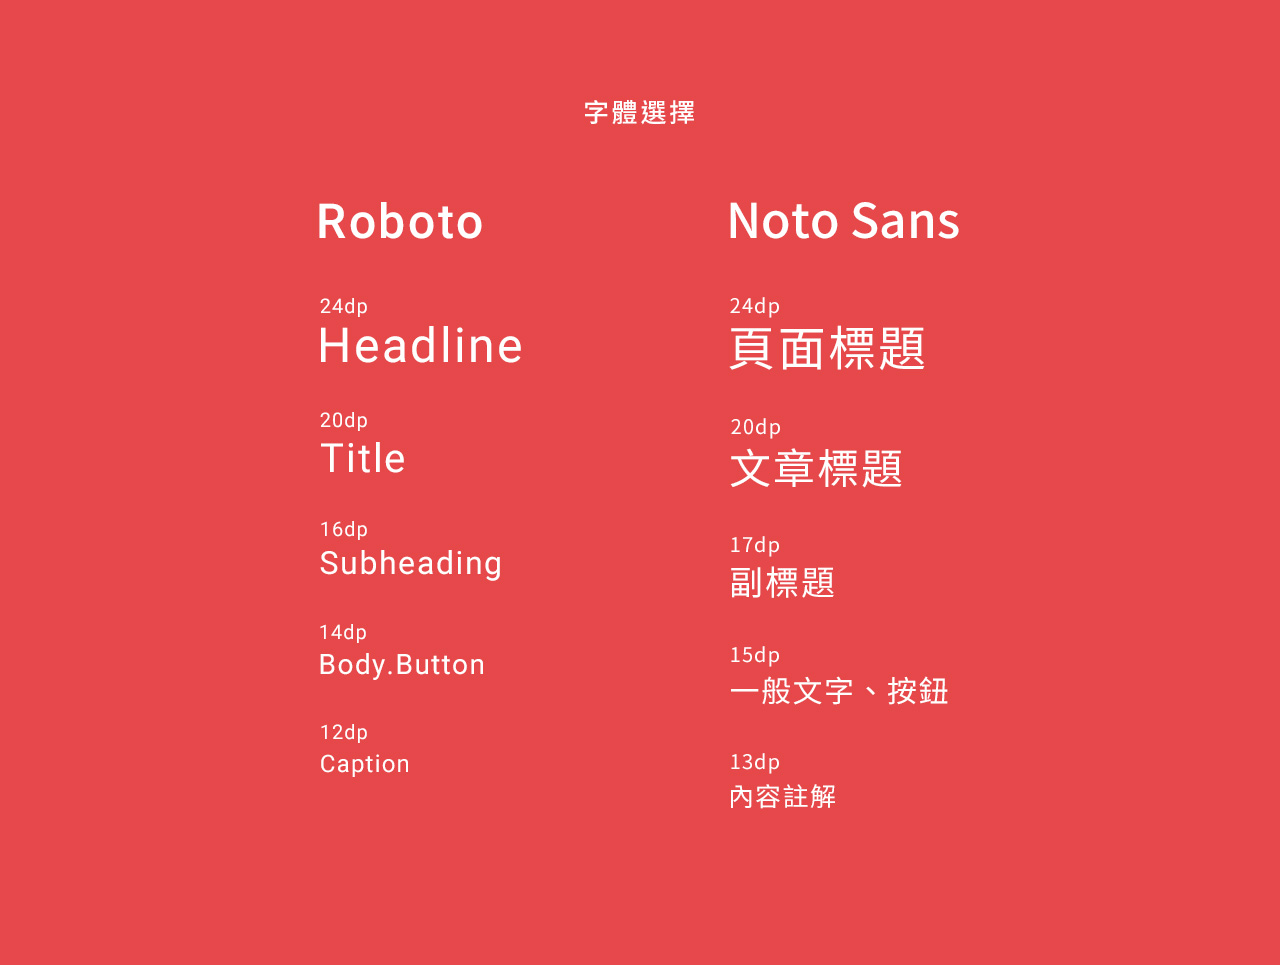 字體選擇
Roboto
24dp
Headline
20dp
Title
16dp
Subheading
14dp
Body.Button
12dp
Caption
Noto Sans
24dp
頁面標題
20dp
文章標題
17dp
副標題
15dp
一般文字、按鈕
13dp
內容註解